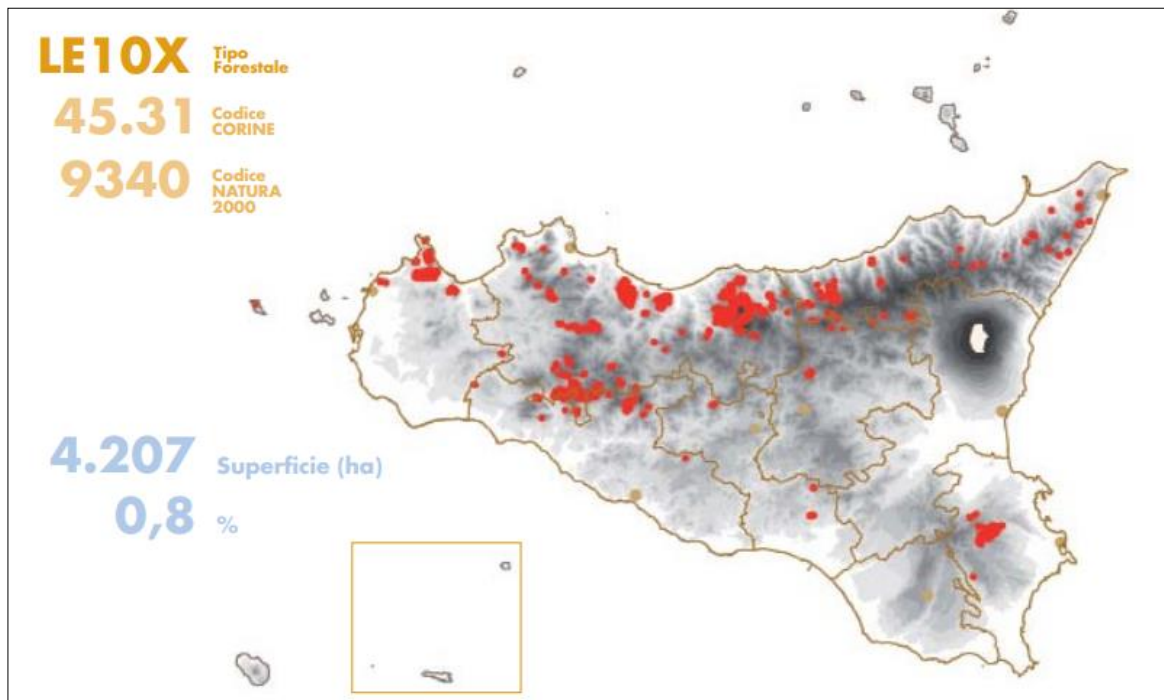 LE10X Tipo
Forestale
45.31 Codice
CORINE
9340 Codice
NATURA
2000
4.207 Superficie (ha)
0,8 %